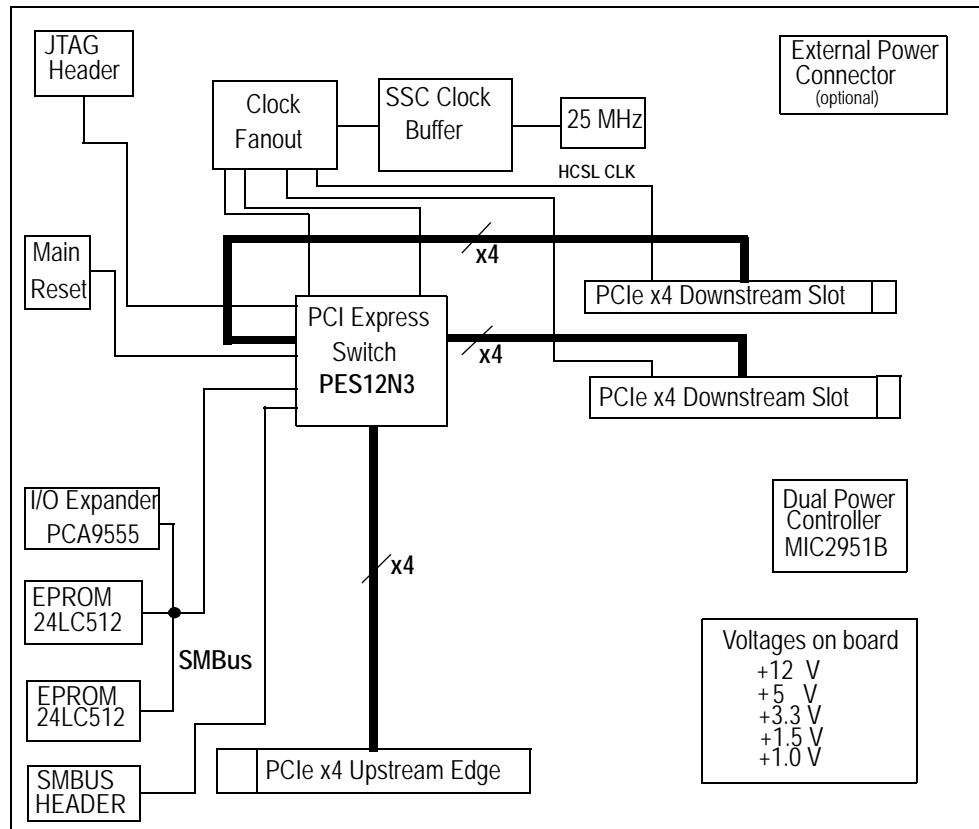 JTAG
Header
Clock
Fanout
SSC Clock
Buffer
25 MHz
External Power
Connector
(optional)
HCSL CLK
x4
Main
Reset
PCIe x4 Downstream Slot
PCI Express
Switch
PES12N3
x4
PCIe x4 Downstream Slot
I/O Expander
PCA9555
EPROM
24LC512
SMBus
EPROM
24LC512
SMBUS
HEADER
x4
PCIe x4 Upstream Edge
Dual Power
Controller
MIC2951B
Voltages on board
+12 V
+5 V
+3.3 V
+1.5 V
+1.0 V